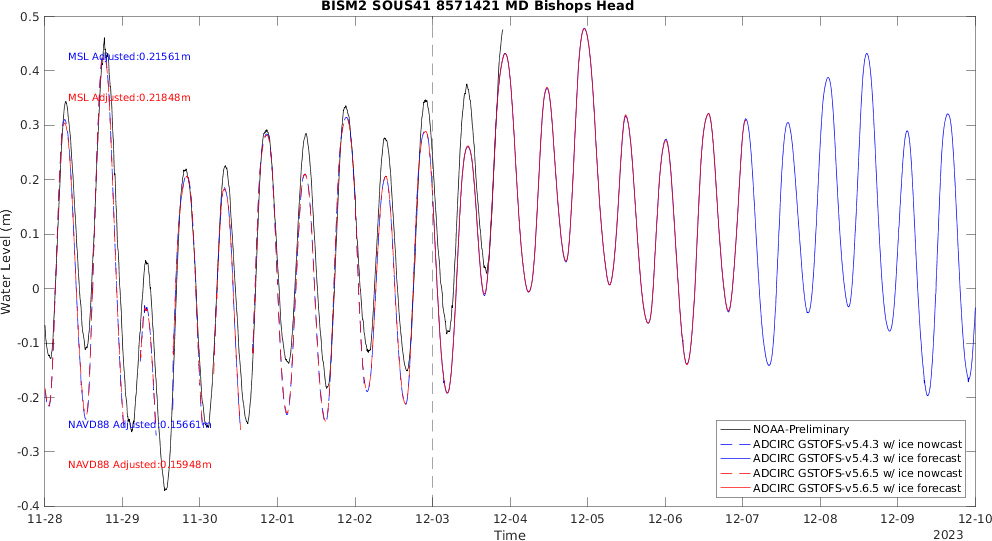 BISM2 SOUS41 8571421 MD Bishops Head
0.5
0.4
0.3
0.2
0.1
0
-0.1
-0.2
-0.3
-0.4
Water Level (m)
MSL Adjusted:0.21561m
MSL Adjusted:0.21848m
NAVD88 Adjusted:0.15661m
NAVD88 Adjusted:0.15948m
NOAA-Preliminary
ADCIRC GSTOFS-v5.4.3 w/ ice nowcast
ADCIRC GSTOFS-v5.4.3 w/ ice forecast
ADCIRC GSTOFS-v5.6.5 w/ ice nowcast
ADCIRC GSTOFS-v5.6.5 w/ ice forecast
11-28 11-29 11-30 12-01 12-02 12-03 12-04 12-05 12-06 12-07 12-08 12-09 12-10
Time
2023